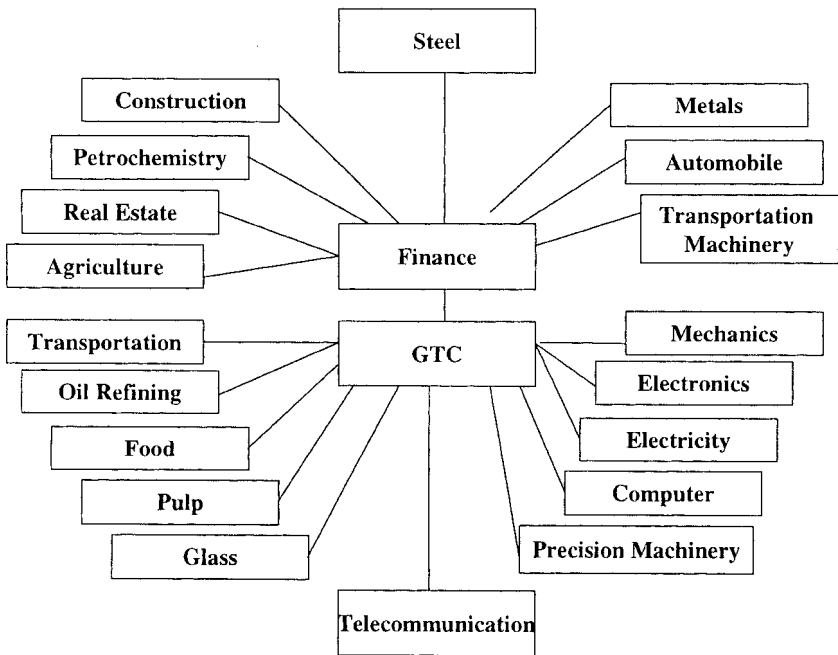 Steel
Construction
Metals
Petrochemistry
Automobile
Real Estate
Transportation
Machinery
Finance
Agriculture
Transportation
GTC
Mechanics
Oil Refining
Electronics
Food
Electricity
Pulp
Computer
Glass
Precision Machinery
Telecommunication